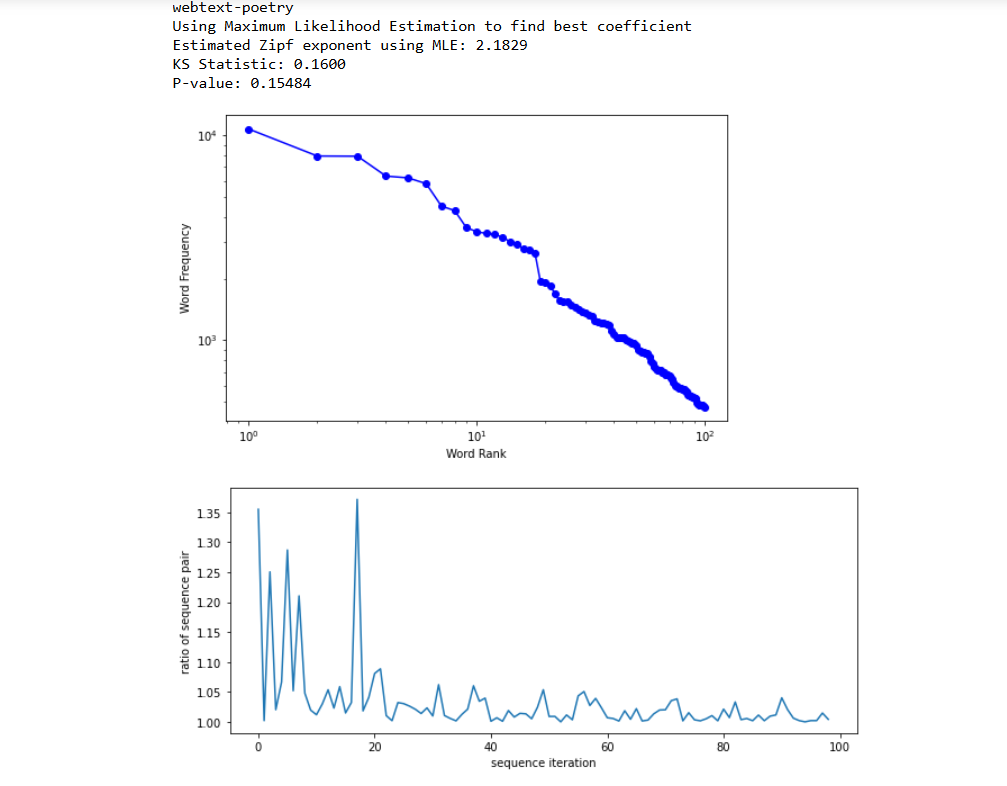 webtext-poetry
Using Maximum Likelihood Estimation to find best coefficient
Estimated Zipf exponent using MLE: 2.1829
KS Statistic: 0.1600
P-value: 0.15484
10⁴
10³
Word Frequency
10⁰ 10¹ 10²
Word Rank
1.35
1.30
1.25
1.20
1.15
1.10
1.05
1.00
ratio of sequence pair
0 20 40 60 80 100
sequence iteration